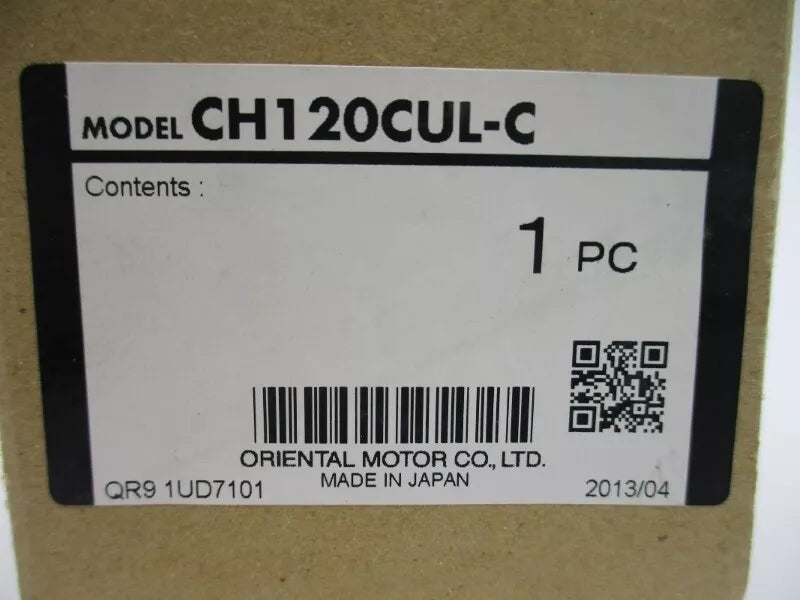 MODEL CH120CUL-C
Contents :
1 PC
ORIENTAL MOTOR CO., LTD.
MADE IN JAPAN
QR9 1UD7101
2013/04